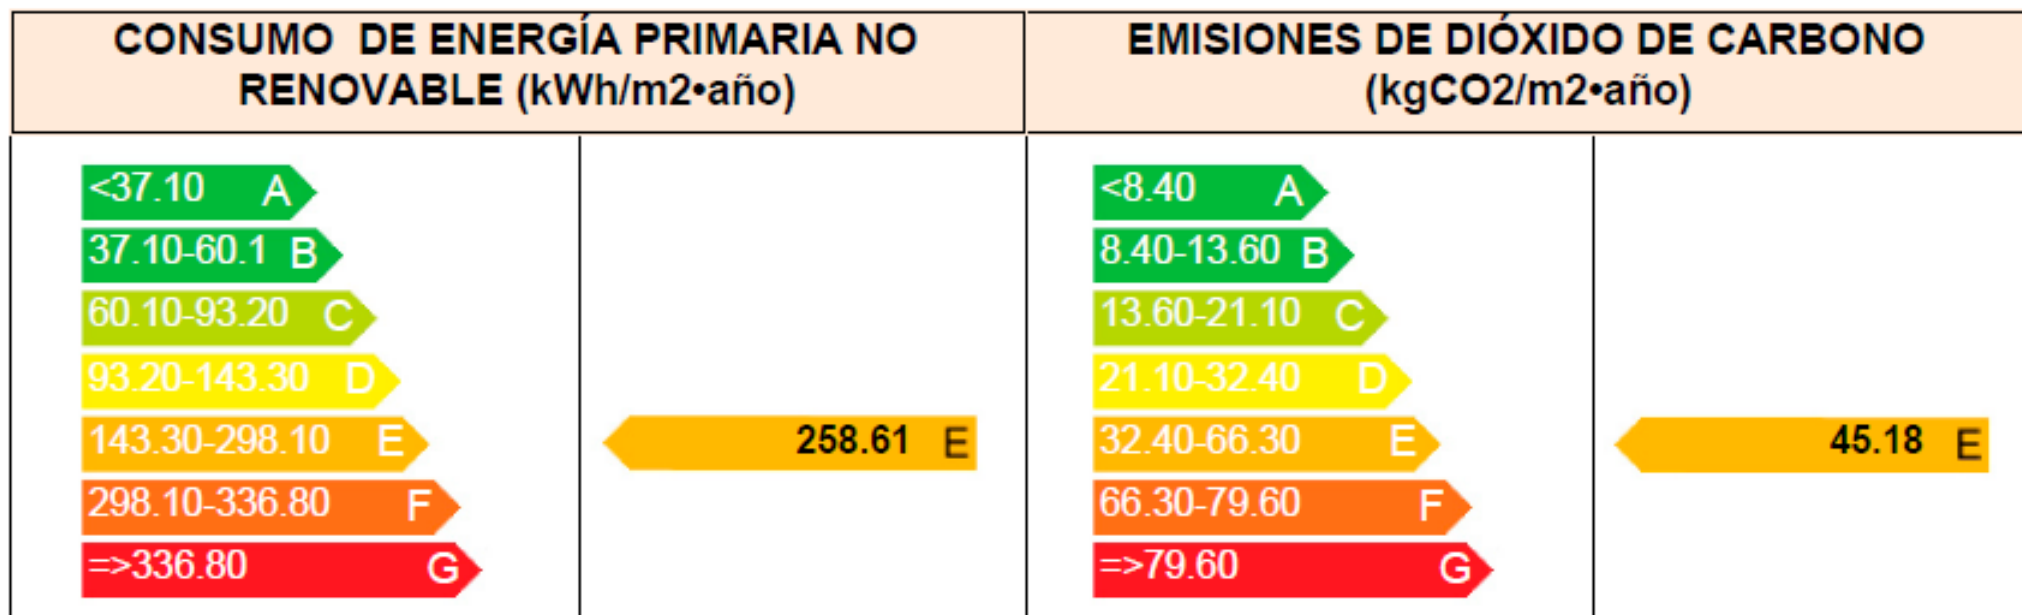 CONSUMO DE ENERGÍA PRIMARIA NO
RENOVABLE (kWh/m2•año)
<37.10 A
37.10-60.1 B
60.10-93.20 C
93.20-143.30 D
143.30-298.10 E
298.10-336.80 F
=>336.80 G
258.61 E
EMISIONES DE DIÓXIDO DE CARBONO
(kgCO2/m2•año)
<8.40 A
8.40-13.60 B
13.60-21.10 C
21.10-32.40 D
32.40-66.30 E
66.30-79.60 F
=>79.60 G
45.18 E